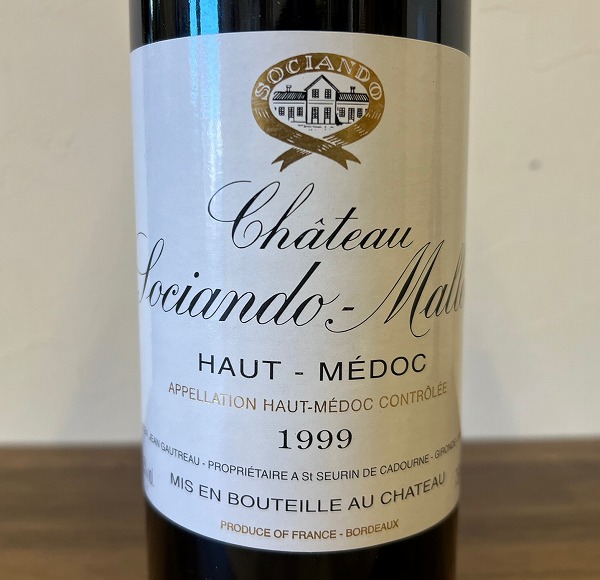 SOCIANDO
Château
Sociando-Mall
HAUT - MÉDOC
APPELLATION HAUT-MÉDOC CONTRÔLÉE
1999
JEAN GAUTREAU - PROPRIÉTAIRE A St SEURIN DE CADOURNE - GIRONDE
MIS EN BOUTEILLE AU CHATEAU
PRODUCE OF FRANCE - BORDEAUX